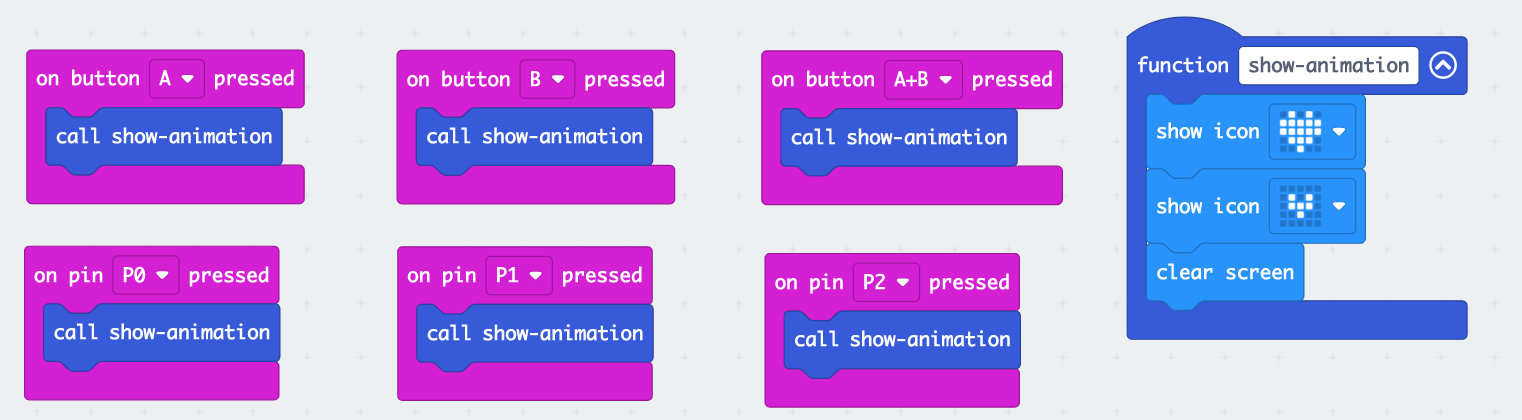 on button A pressed
call show-animation
on button B pressed
call show-animation
on button A+B pressed
call show-animation
function show-animation
show icon
show icon
clear screen
on pin P0 pressed
call show-animation
on pin P1 pressed
call show-animation
on pin P2 pressed
call show-animation